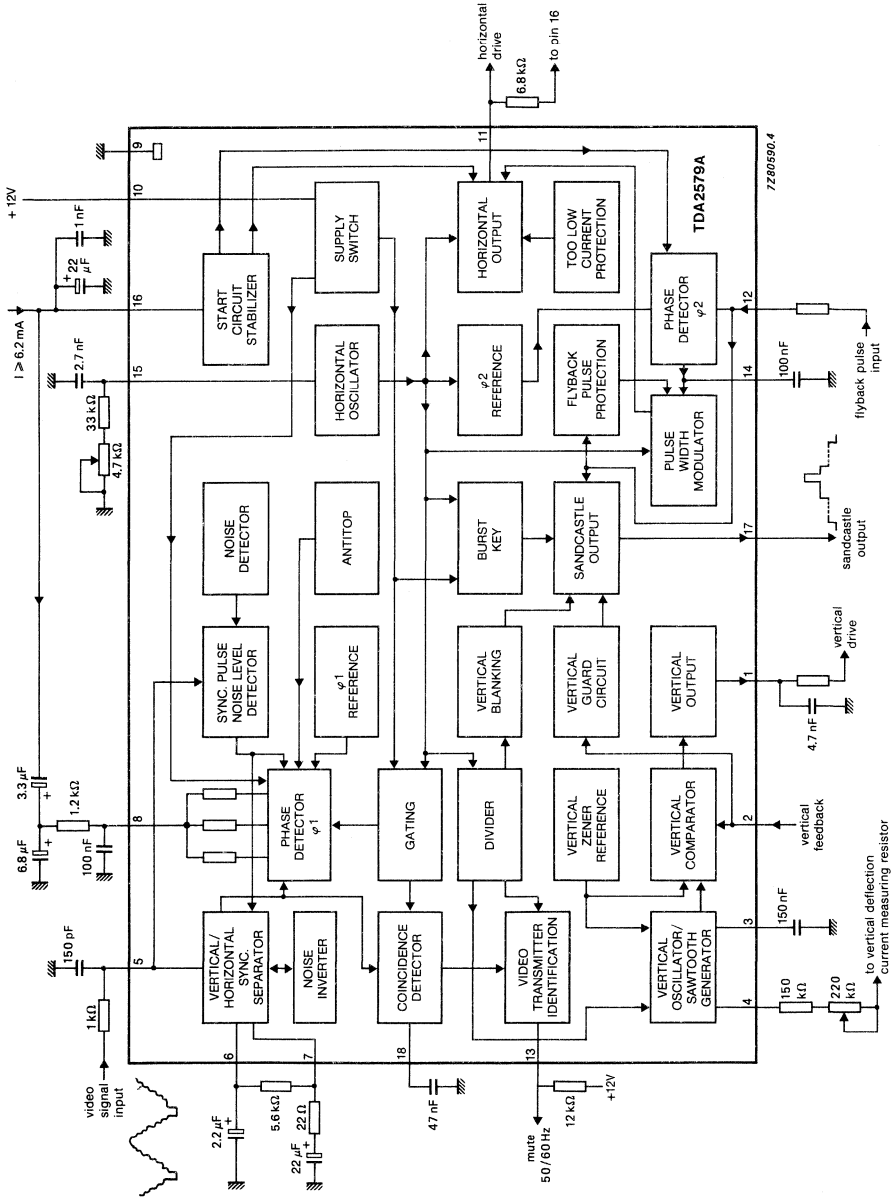 video
signal
input
1 kΩ
150 pF
5
6.8 μF
+
3.3 μF
+
1.2 kΩ
100 nF
8
33 kΩ
4.7 kΩ
2.7 nF
15
I ⩾ 6.2 mA
+
22
μF
1 nF
16
+ 12V
10
9
horizontal
drive
6.8 kΩ
to pin 16
11
VERTICAL/
HORIZONTAL
SYNC.
SEPARATOR
NOISE
INVERTER
COINCIDENCE
DETECTOR
VIDEO
TRANSMITTER
IDENTIFICATION
VERTICAL
OSCILLATOR/
SAWTOOTH
GENERATOR
PHASE
DETECTOR
φ1
GATING
DIVIDER
VERTICAL
ZENER
REFERENCE
VERTICAL
COMPARATOR
SYNC. PULSE
NOISE LEVEL
DETECTOR
φ1
REFERENCE
VERTICAL
BLANKING
VERTICAL
GUARD
CIRCUIT
VERTICAL
OUTPUT
NOISE
DETECTOR
ANTITOP
BURST
KEY
SANDCASTLE
OUTPUT
HORIZONTAL
OSCILLATOR
φ2
REFERENCE
FLYBACK
PULSE
PROTECTION
PULSE
WIDTH
MODULATOR
START
CIRCUIT
STABILIZER
SUPPLY
SWITCH
HORIZONTAL
OUTPUT
TOO LOW
CURRENT
PROTECTION
PHASE
DETECTOR
φ2
TDA2579A
7Z80590.4
6
2.2 μF
+
5.6 kΩ
7
22 μF
+
22 Ω
18
47 nF
13
mute
50 / 60 Hz
12 kΩ
+12V
4
150
kΩ
220
kΩ
to vertical deflection
current measuring resistor
3
150 nF
2
vertical
feedback
1
4.7 nF
vertical
drive
17
sandcastle
output
14
100 nF
12
flyback pulse
input